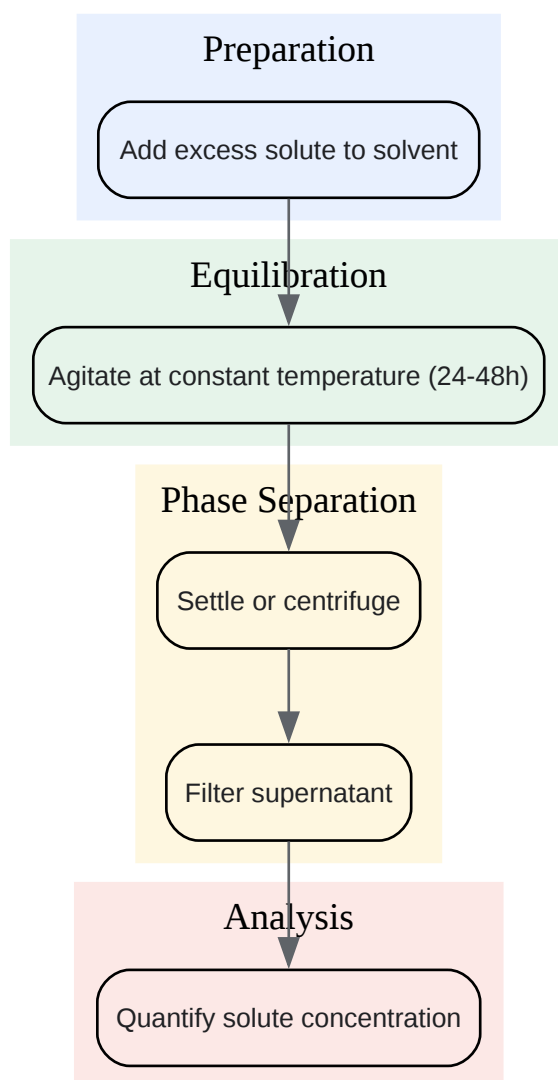 Preparation
Add excess solute to solvent
Equilibration
Agitate at constant temperature (24-48h)
Phase Separation
Settle or centrifuge
Filter supernatant
Analysis
Quantify solute concentration